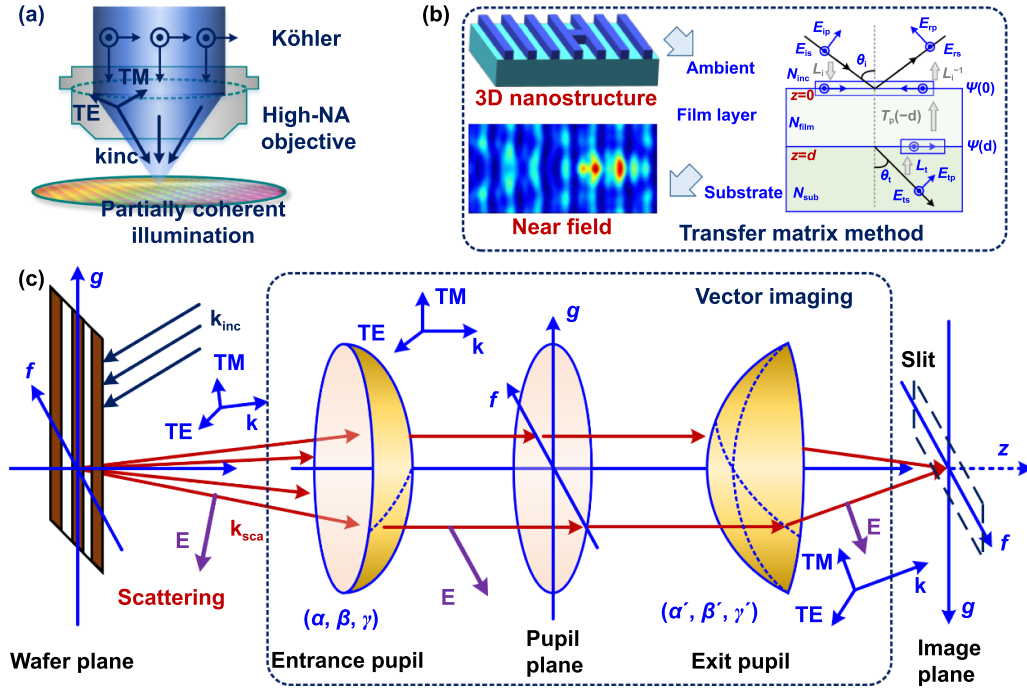 (a)
Köhler
TM
TE
High-NA
objective
kinc
Partially coherent
illumination
(b)
3D nanostructure
Near field
Ambient
Film layer
Substrate
Transfer matrix method
E_ip
E_is
θ_i
E_rp
E_rs
L_i
L_i⁻¹
N_inc
z=0
Ψ(0)
N_film
T_p(−d)
z=d
Ψ(d)
θ_t
L_t
E_tp
E_ts
N_sub
(c)
g
k_inc
f
TM
TE
k
E
k_sca
Scattering
Wafer plane
Vector imaging
TM
TE
k
(α, β, γ)
Entrance pupil
E
g
f
Pupil
plane
(α´, β´, γ´)
Exit pupil
E
TM
TE
k
Slit
z
f
g
Image
plane